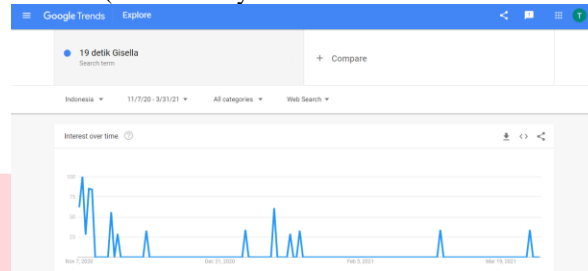 Google Trends Explore T
19 detik Gisella
Search term
+ Compare
Indonesia 11/7/20 - 3/31/21 All categories Web Search
Interest over time
100
75
50
25
Nov 7, 2020 Dec 21, 2020 Feb 3, 2021 Mar 19, 2021